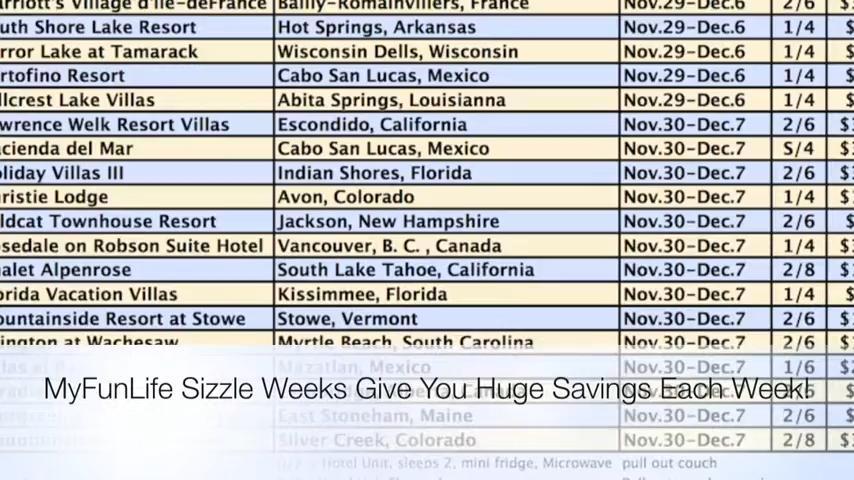 arriott's Village d'Ile-deFrance Bailly-Romainvillers, France Nov.29-Dec.6 2/6 $
uth Shore Lake Resort Hot Springs, Arkansas Nov.29-Dec.6 1/4 $
rror Lake at Tamarack Wisconsin Dells, Wisconsin Nov.29-Dec.6 1/4 $
rtofino Resort Cabo San Lucas, Mexico Nov.29-Dec.6 1/4 $
llcrest Lake Villas Abita Springs, Louisianna Nov.29-Dec.6 1/4 $
wrence Welk Resort Villas Escondido, California Nov.30-Dec.7 2/6 $
acienda del Mar Cabo San Lucas, Mexico Nov.30-Dec.7 S/4 $
oliday Villas III Indian Shores, Florida Nov.30-Dec.7 2/6 $
ristie Lodge Avon, Colorado Nov.30-Dec.7 1/4 $
ldcat Townhouse Resort Jackson, New Hampshire Nov.30-Dec.7 2/6 $
sedale on Robson Suite Hotel Vancouver, B. C. , Canada Nov.30-Dec.7 1/4 $
alet Alpenrose South Lake Tahoe, California Nov.30-Dec.7 2/8 $
orida Vacation Villas Kissimmee, Florida Nov.30-Dec.7 1/4 $
ountainside Resort at Stowe Stowe, Vermont Nov.30-Dec.7 2/6 $
ington at Wachesaw Myrtle Beach, South Carolina Nov.30-Dec.7 2/6 $
Mazatlan, Mexico Nov.30-Dec.7 1/6 $
MyFunLife Sizzle Weeks Give You Huge Savings Each Week!
East Stoneham, Maine Nov.30-Dec.7 2/6 $
Silver Creek, Colorado Nov.30-Dec.7 2/8 $
Hotel Unit, sleeps 2, mini fridge, Microwave pull out couch